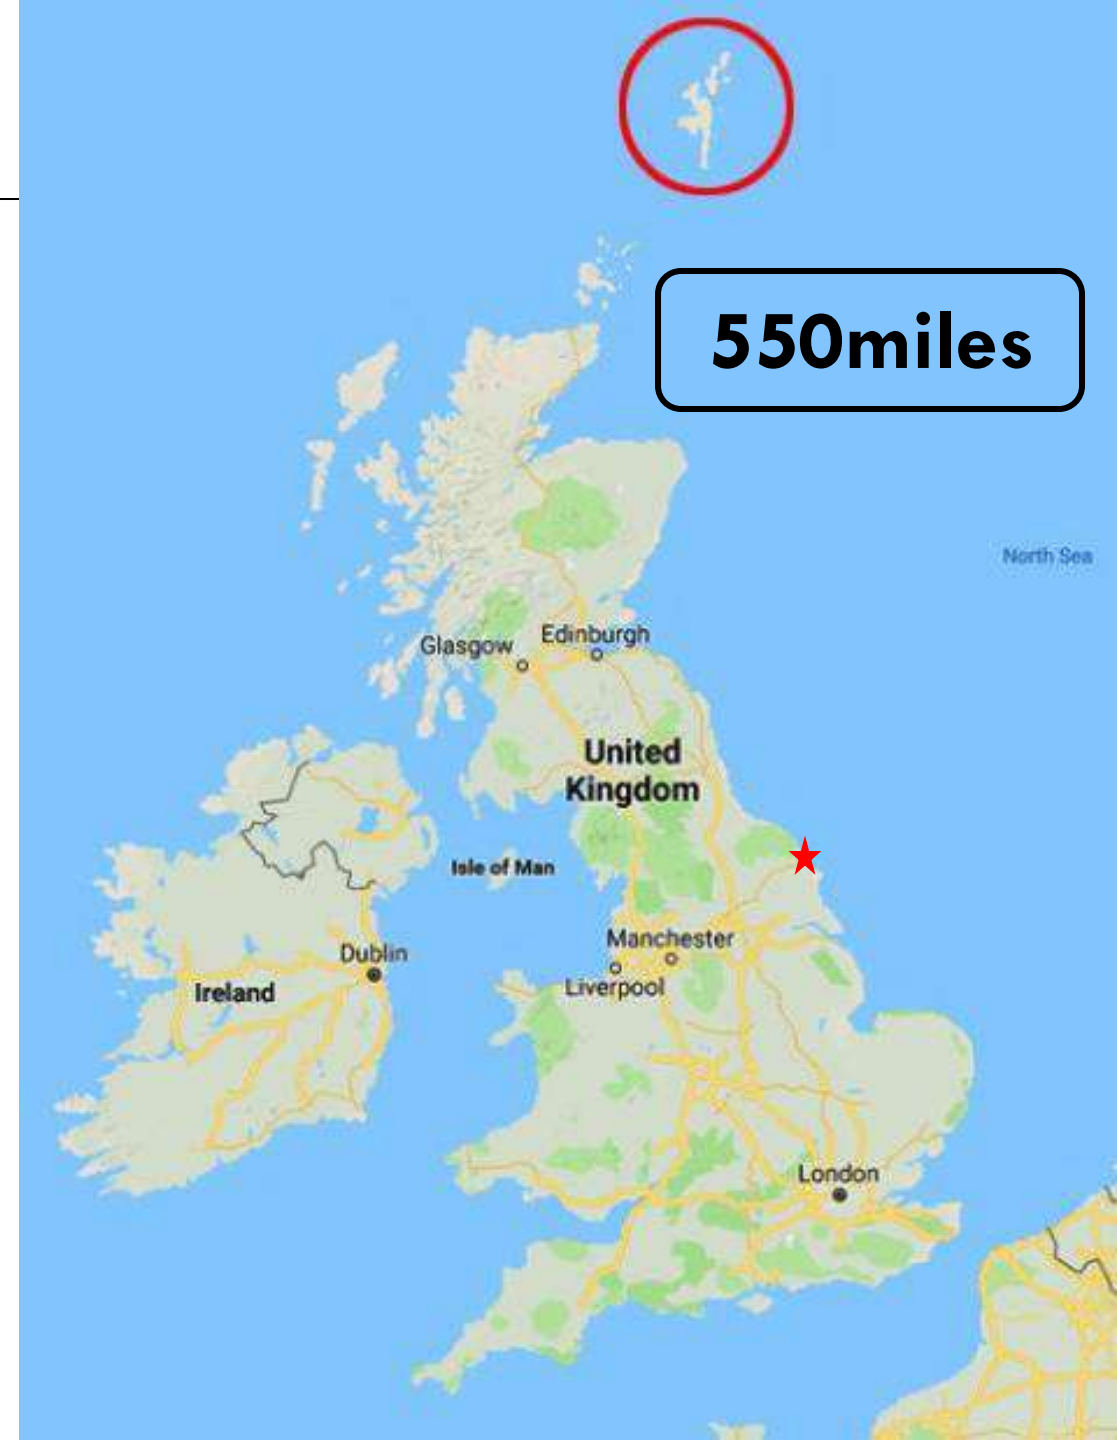 550miles
North Sea
Glasgow
Edinburgh
United
Kingdom
Isle of Man
Manchester
Dublin
Liverpool
Ireland
London